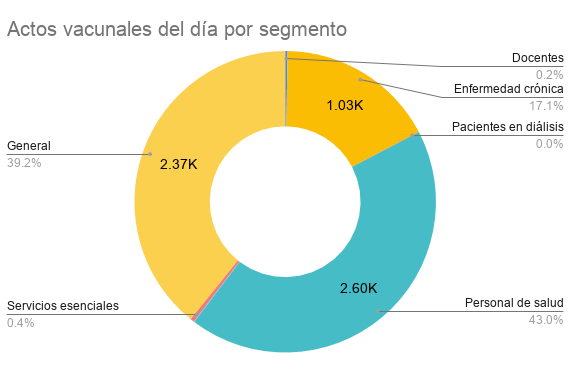 Actos vacunales del día por segmento
Docentes
0.2%
Enfermedad crónica
17.1%
1.03K
Pacientes en diálisis
0.0%
General
39.2%
2.37K
2.60K
Servicios esenciales
0.4%
Personal de salud
43.0%